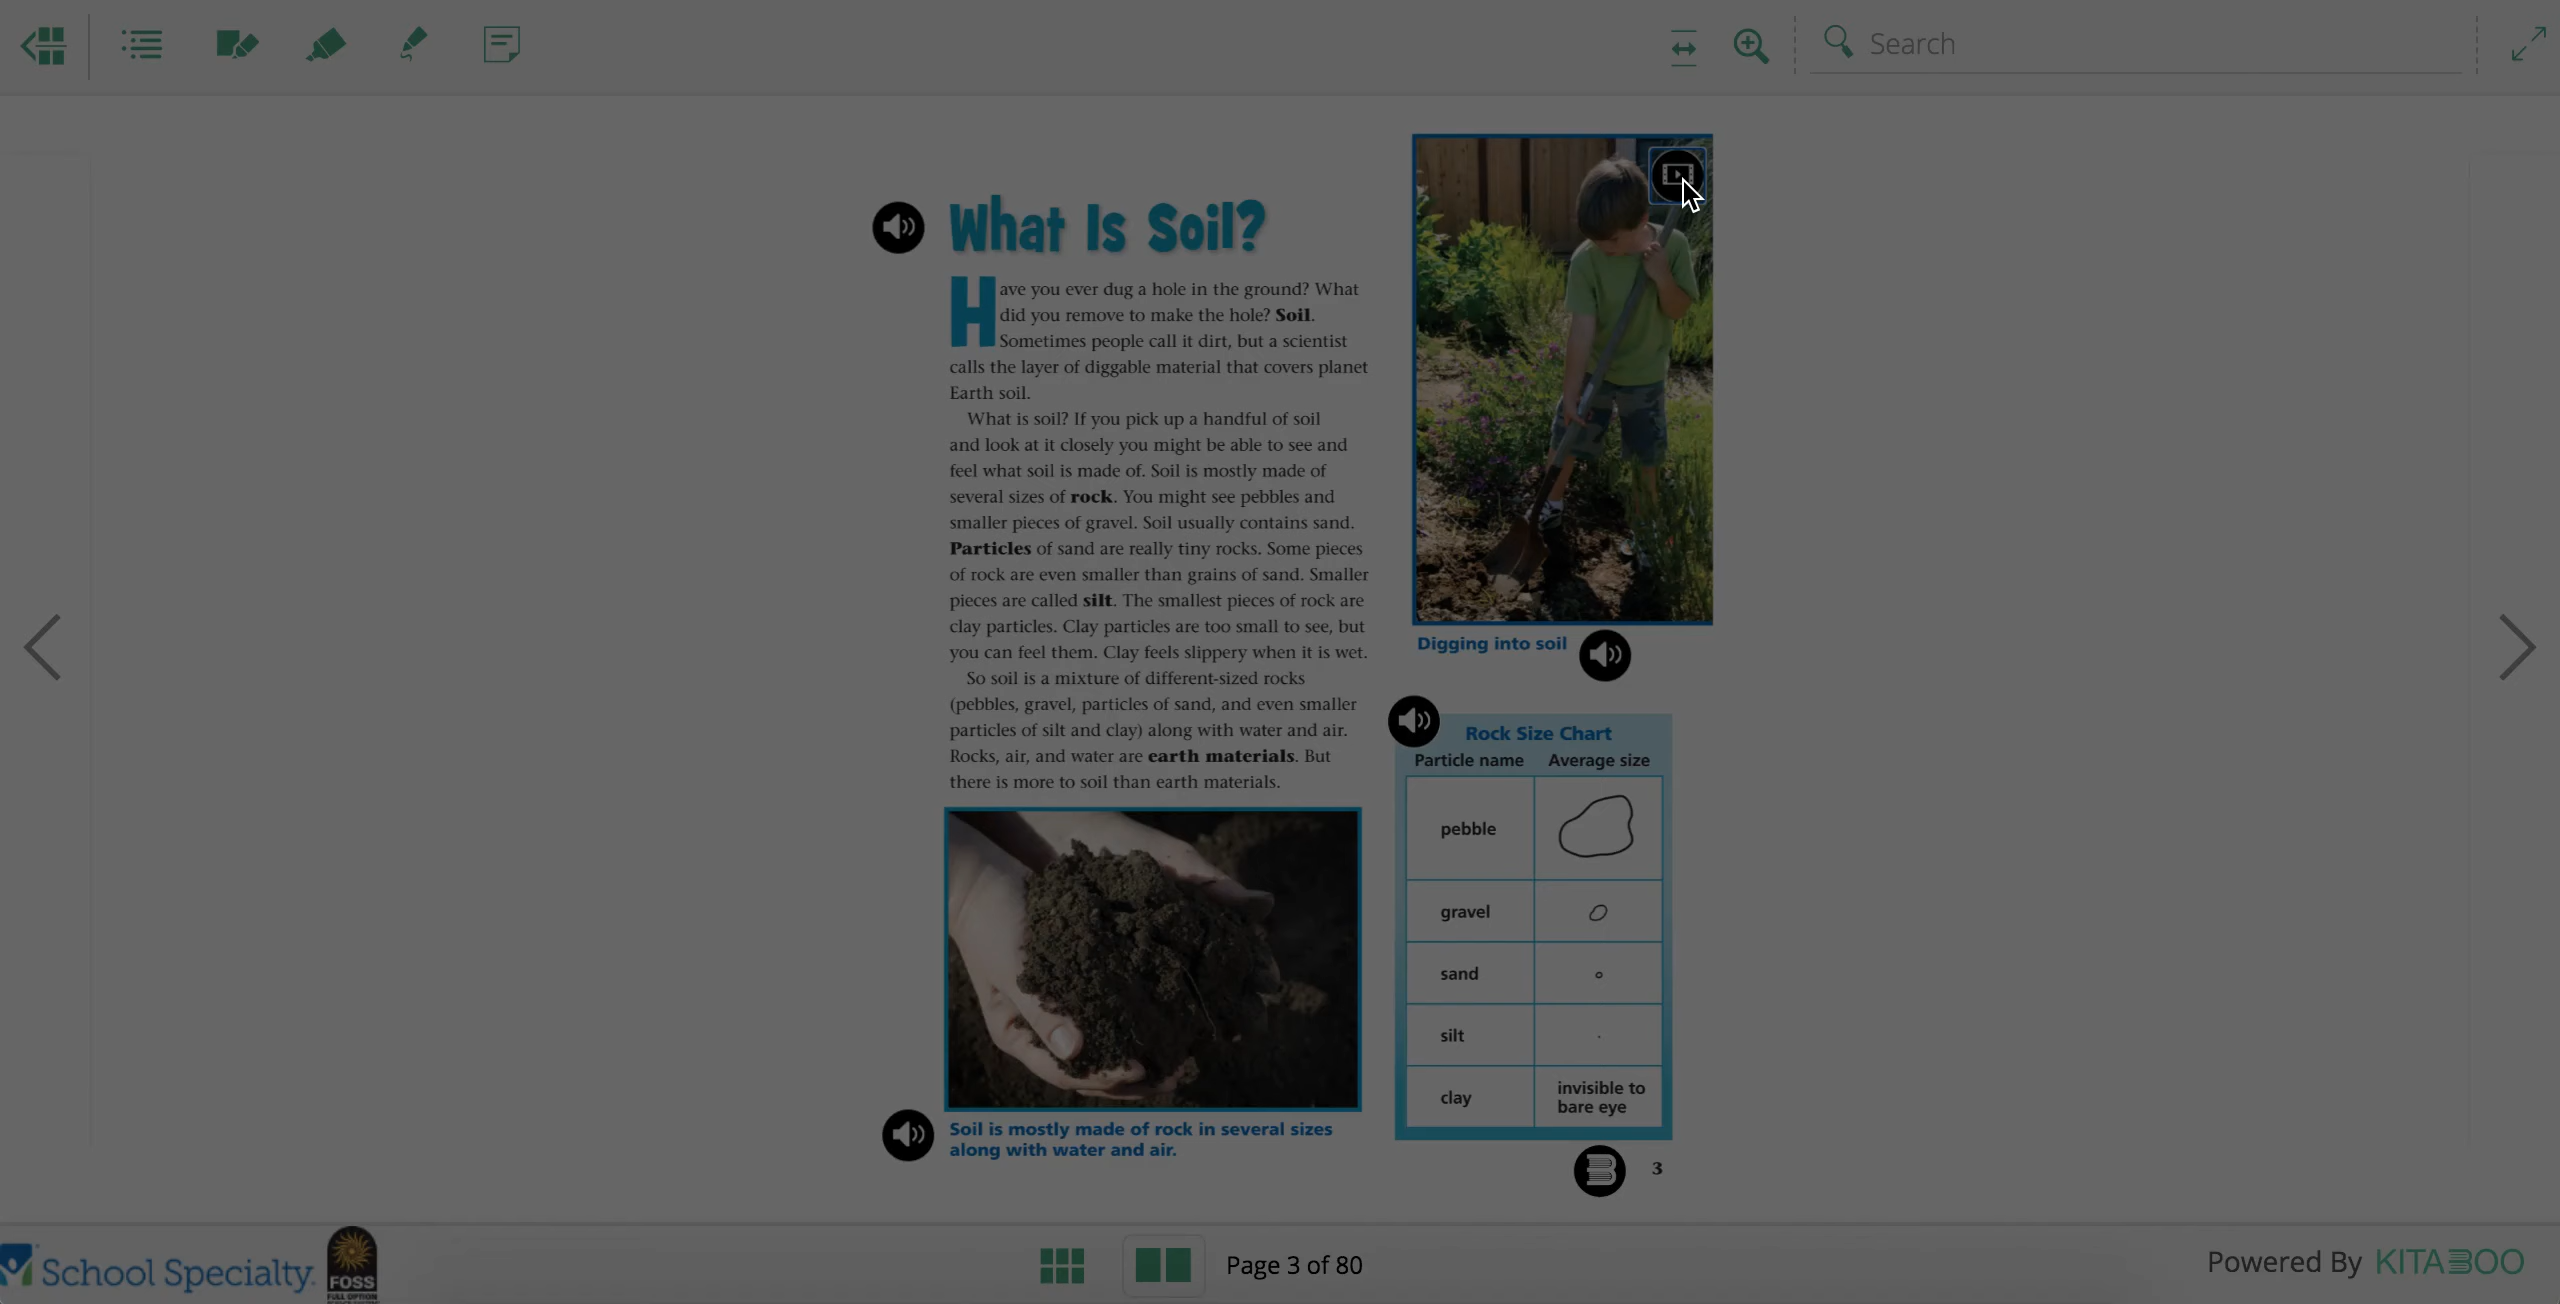 Search
What Is Soil?
Have you ever dug a hole in the ground? What
did you remove to make the hole? Soil.
Sometimes people call it dirt, but a scientist
calls the layer of diggable material that covers planet
Earth soil.
What is soil? If you pick up a handful of soil
and look at it closely you might be able to see and
feel what soil is made of. Soil is mostly made of
several sizes of rock. You might see pebbles and
smaller pieces of gravel. Soil usually contains sand.
Particles of sand are really tiny rocks. Some pieces
of rock are even smaller than grains of sand. Smaller
pieces are called silt. The smallest pieces of rock are
clay particles. Clay particles are too small to see, but
you can feel them. Clay feels slippery when it is wet.
So soil is a mixture of different-sized rocks
(pebbles, gravel, particles of sand, and even smaller
particles of silt and clay) along with water and air.
Rocks, air, and water are earth materials. But
there is more to soil than earth materials.
Soil is mostly made of rock in several sizes
along with water and air.
Digging into soil
Rock Size Chart
Particle name Average size
pebble
gravel
sand
silt
clay invisible to
bare eye
3
School Specialty.
FOSS
FULL OPTION
Page 3 of 80
Powered By KITABOO